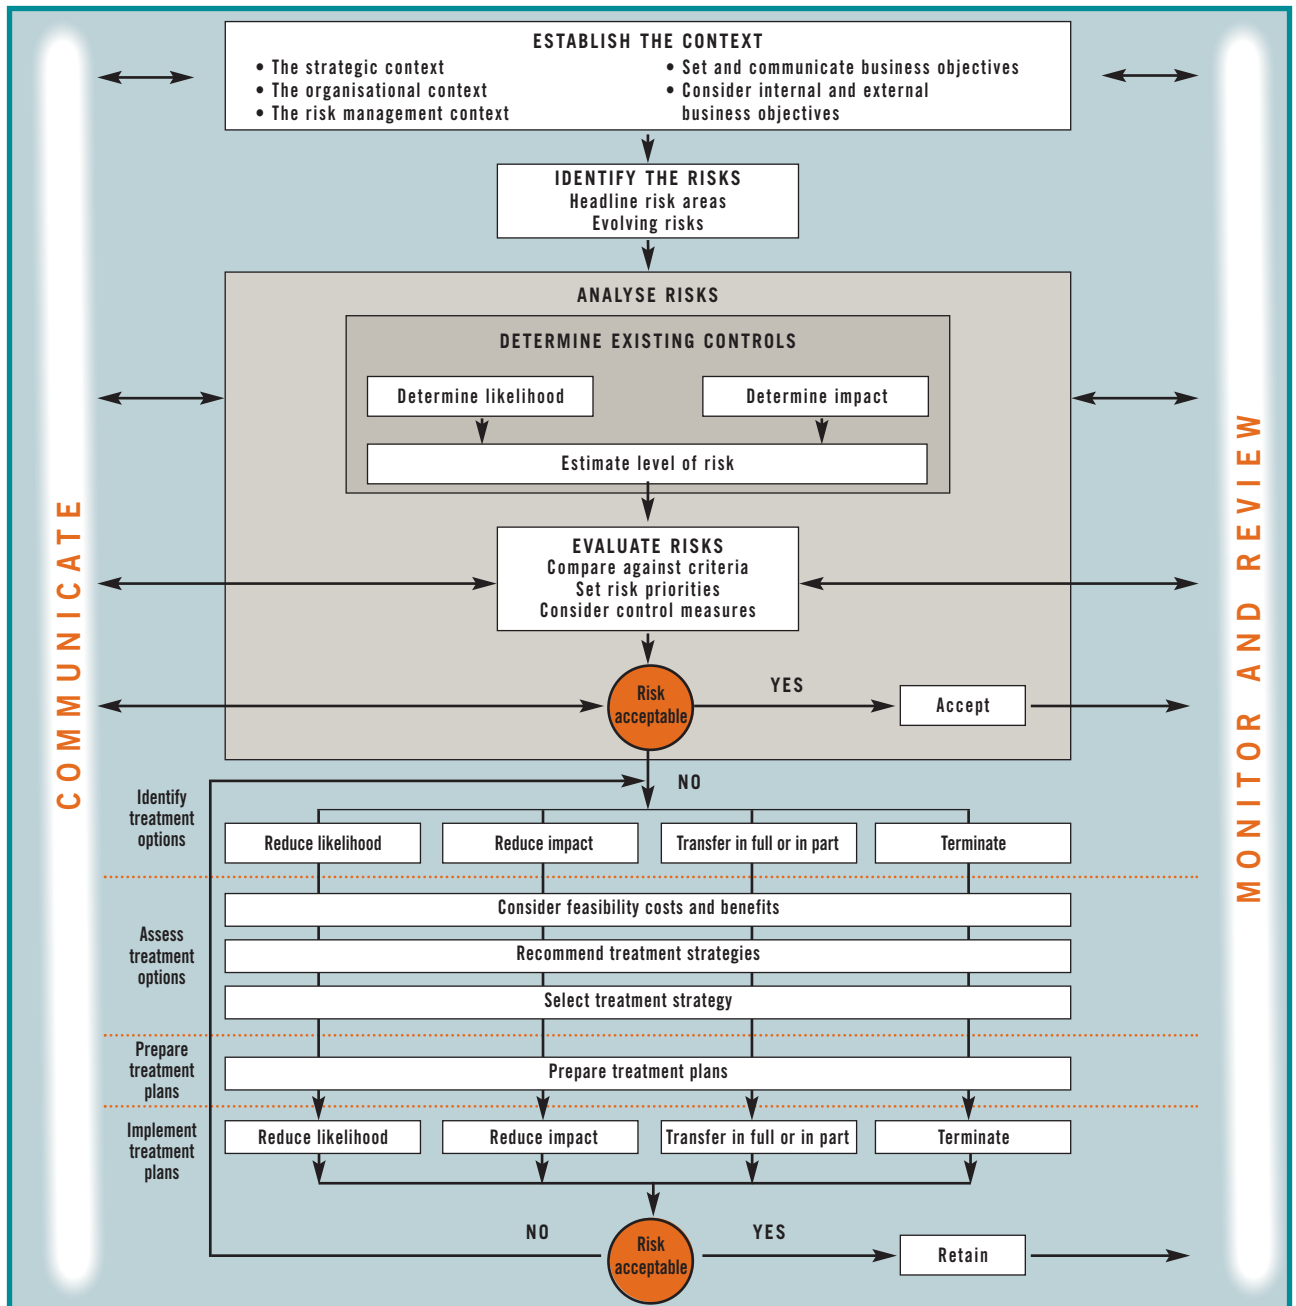 ESTABLISH THE CONTEXT
• The strategic context
• The organisational context
• The risk management context
• Set and communicate business objectives
• Consider internal and external
business objectives
IDENTIFY THE RISKS
Headline risk areas
Evolving risks
ANALYSE RISKS
DETERMINE EXISTING CONTROLS
Determine likelihood
Determine impact
Estimate level of risk
EVALUATE RISKS
Compare against criteria
Set risk priorities
Consider control measures
Risk
acceptable
YES
Accept
NO
COMMUNICATE
MONITOR AND REVIEW
Identify
treatment
options
Reduce likelihood
Reduce impact
Transfer in full or in part
Terminate
Assess
treatment
options
Consider feasibility costs and benefits
Recommend treatment strategies
Select treatment strategy
Prepare
treatment
plans
Prepare treatment plans
Implement
treatment
plans
Reduce likelihood
Reduce impact
Transfer in full or in part
Terminate
NO
Risk
acceptable
YES
Retain